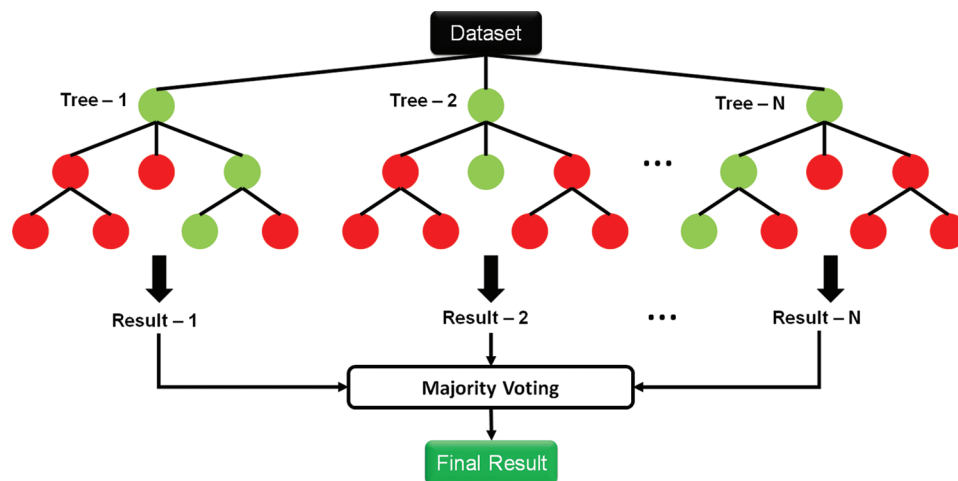 Dataset
Tree – 1
Tree – 2
Tree – N
...
Result – 1
Result – 2
...
Result – N
Majority Voting
Final Result